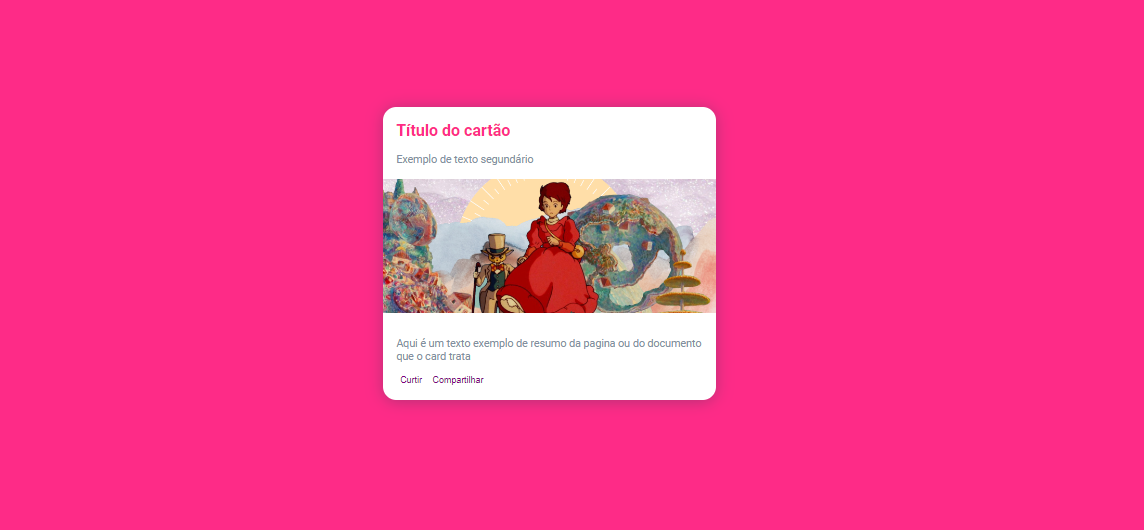 Título do cartão
Exemplo de texto segundário
Aqui é um texto exemplo de resumo da pagina ou do documento
que o card trata
Curtir Compartilhar